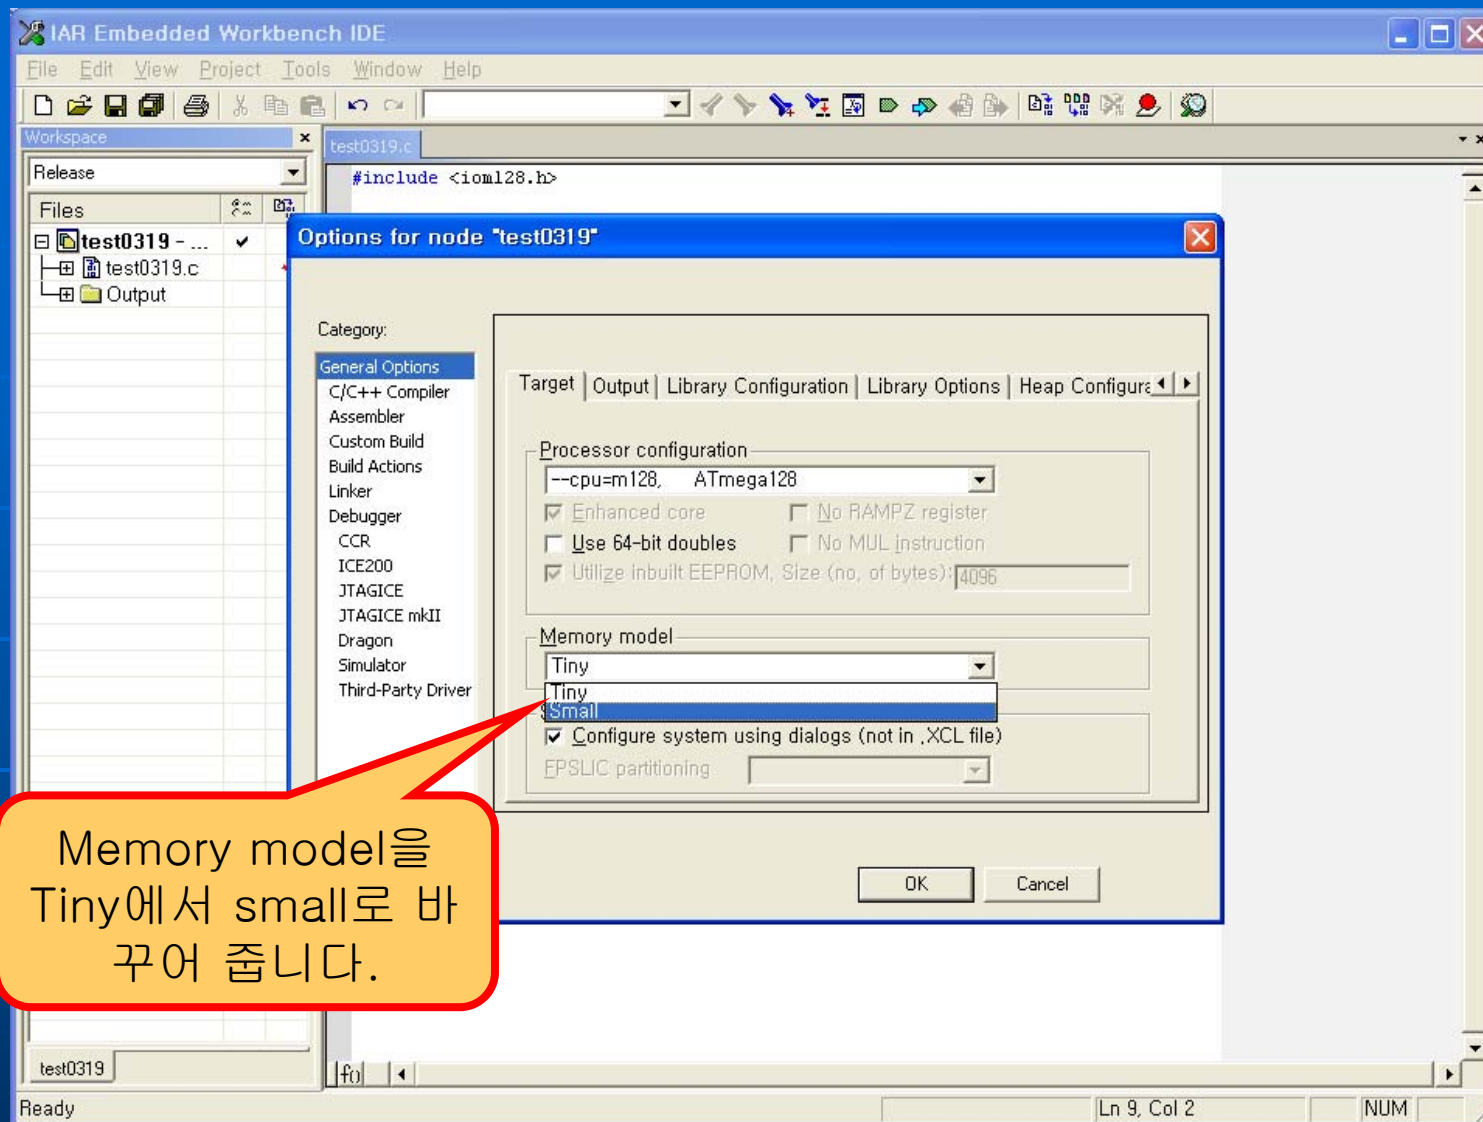 IAR Embedded Workbench IDE
File Edit View Project Tools Window Help
Workspace
test0319.c
Release
#include <iom128.h>
Files
test0319 - ...
test0319.c
Output
Options for node "test0319"
Category:
General Options
C/C++ Compiler
Assembler
Custom Build
Build Actions
Linker
Debugger
CCR
ICE200
JTAGICE
JTAGICE mkII
Dragon
Simulator
Third-Party Driver
Target Output Library Configuration Library Options Heap Configura
Processor configuration
--cpu=m128, ATmega128
Enhanced core No RAMPZ register
Use 64-bit doubles No MUL instruction
Utilize inbuilt EEPROM, Size (no, of bytes): 4096
Memory model
Tiny
Tiny
Small
Configure system using dialogs (not in ,XCL file)
FPSLIC partitioning
OK Cancel
Memory model을
Tiny에서 small로 바
꾸어 줍니다.
test0319
f()
Ready Ln 9, Col 2 NUM